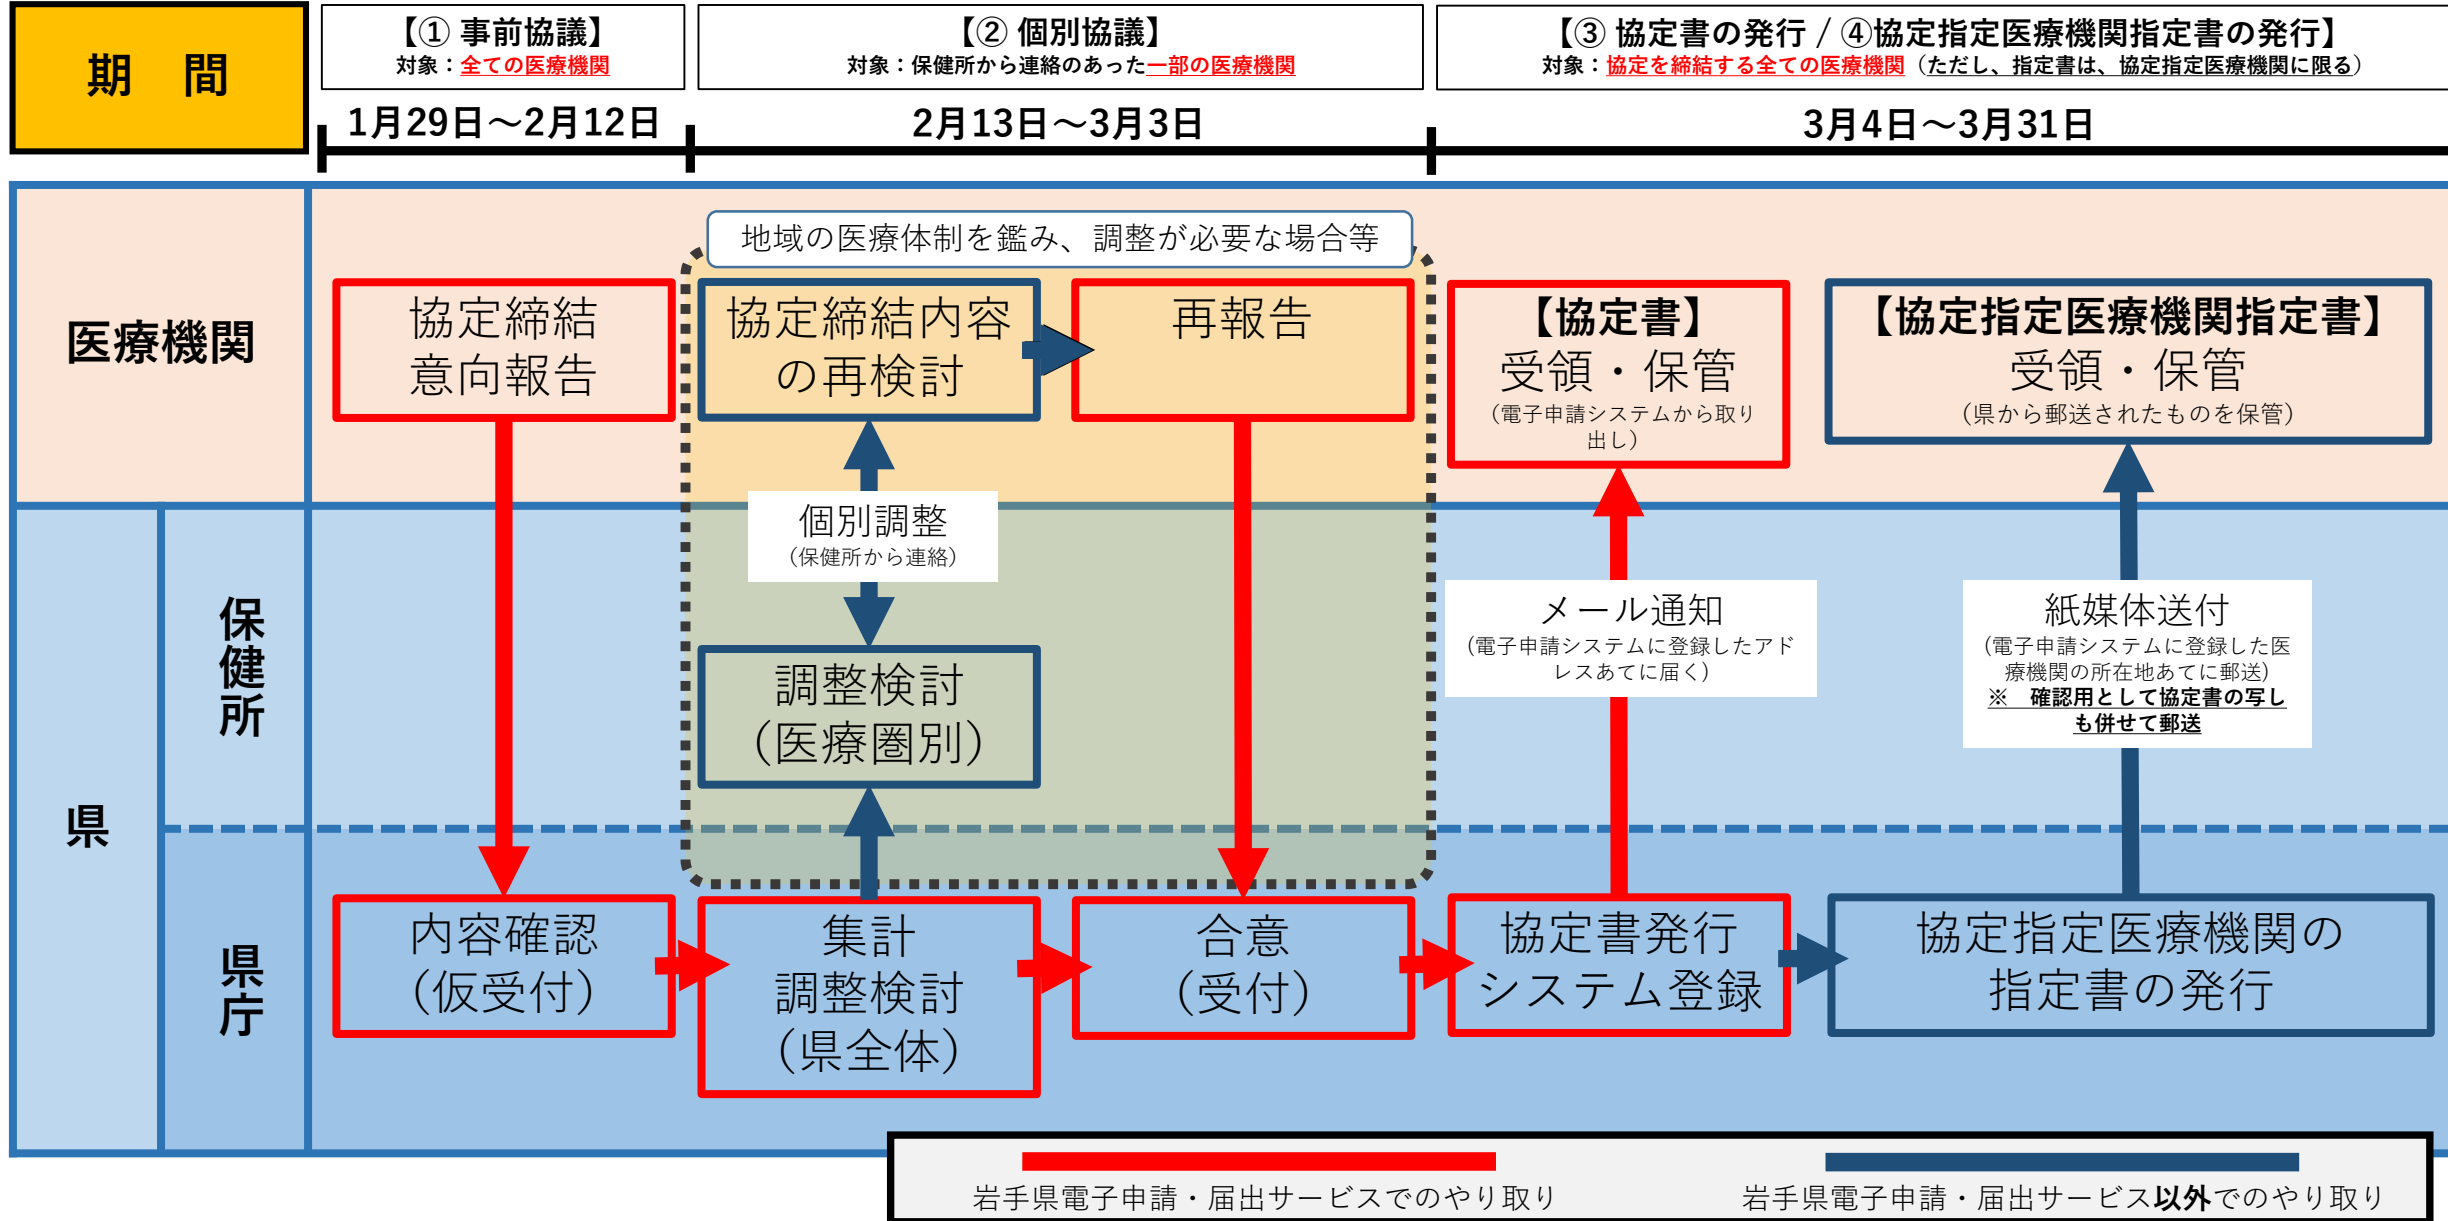 期　間
【① 事前協議】
対象：全ての医療機関
【② 個別協議】
対象：保健所から連絡のあった一部の医療機関
【③ 協定書の発行 / ④協定指定医療機関指定書の発行】
対象：協定を締結する全ての医療機関（ただし、指定書は、協定指定医療機関に限る）
1月29日～2月12日
2月13日～3月3日
3月4日～3月31日
医療機関
地域の医療体制を鑑み、調整が必要な場合等
協定締結
意向報告
協定締結内容
の再検討
再報告
【協定書】
受領・保管
（電子申請システムから取り
出し）
【協定指定医療機関指定書】
受領・保管
（県から郵送されたものを保管）
県
保健所
個別調整
（保健所から連絡）
調整検討
（医療圏別）
メール通知
（電子申請システムに登録したアド
レスあてに届く）
紙媒体送付
（電子申請システムに登録した医
療機関の所在地あてに郵送）
※　確認用として協定書の写し
も併せて郵送
県庁
内容確認
（仮受付）
集計
調整検討
（県全体）
合意
（受付）
協定書発行
システム登録
協定指定医療機関の
指定書の発行
岩手県電子申請・届出サービスでのやり取り
岩手県電子申請・届出サービス以外でのやり取り